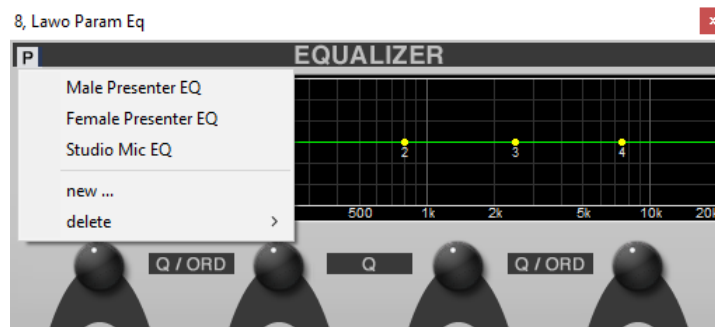 8, Lawo Param Eq
x
P EQUALIZER
Male Presenter EQ
Female Presenter EQ
Studio Mic EQ
new ...
delete >
2 3 4
500 1k 2k 5k 10k 20k
Q / ORD Q Q / ORD